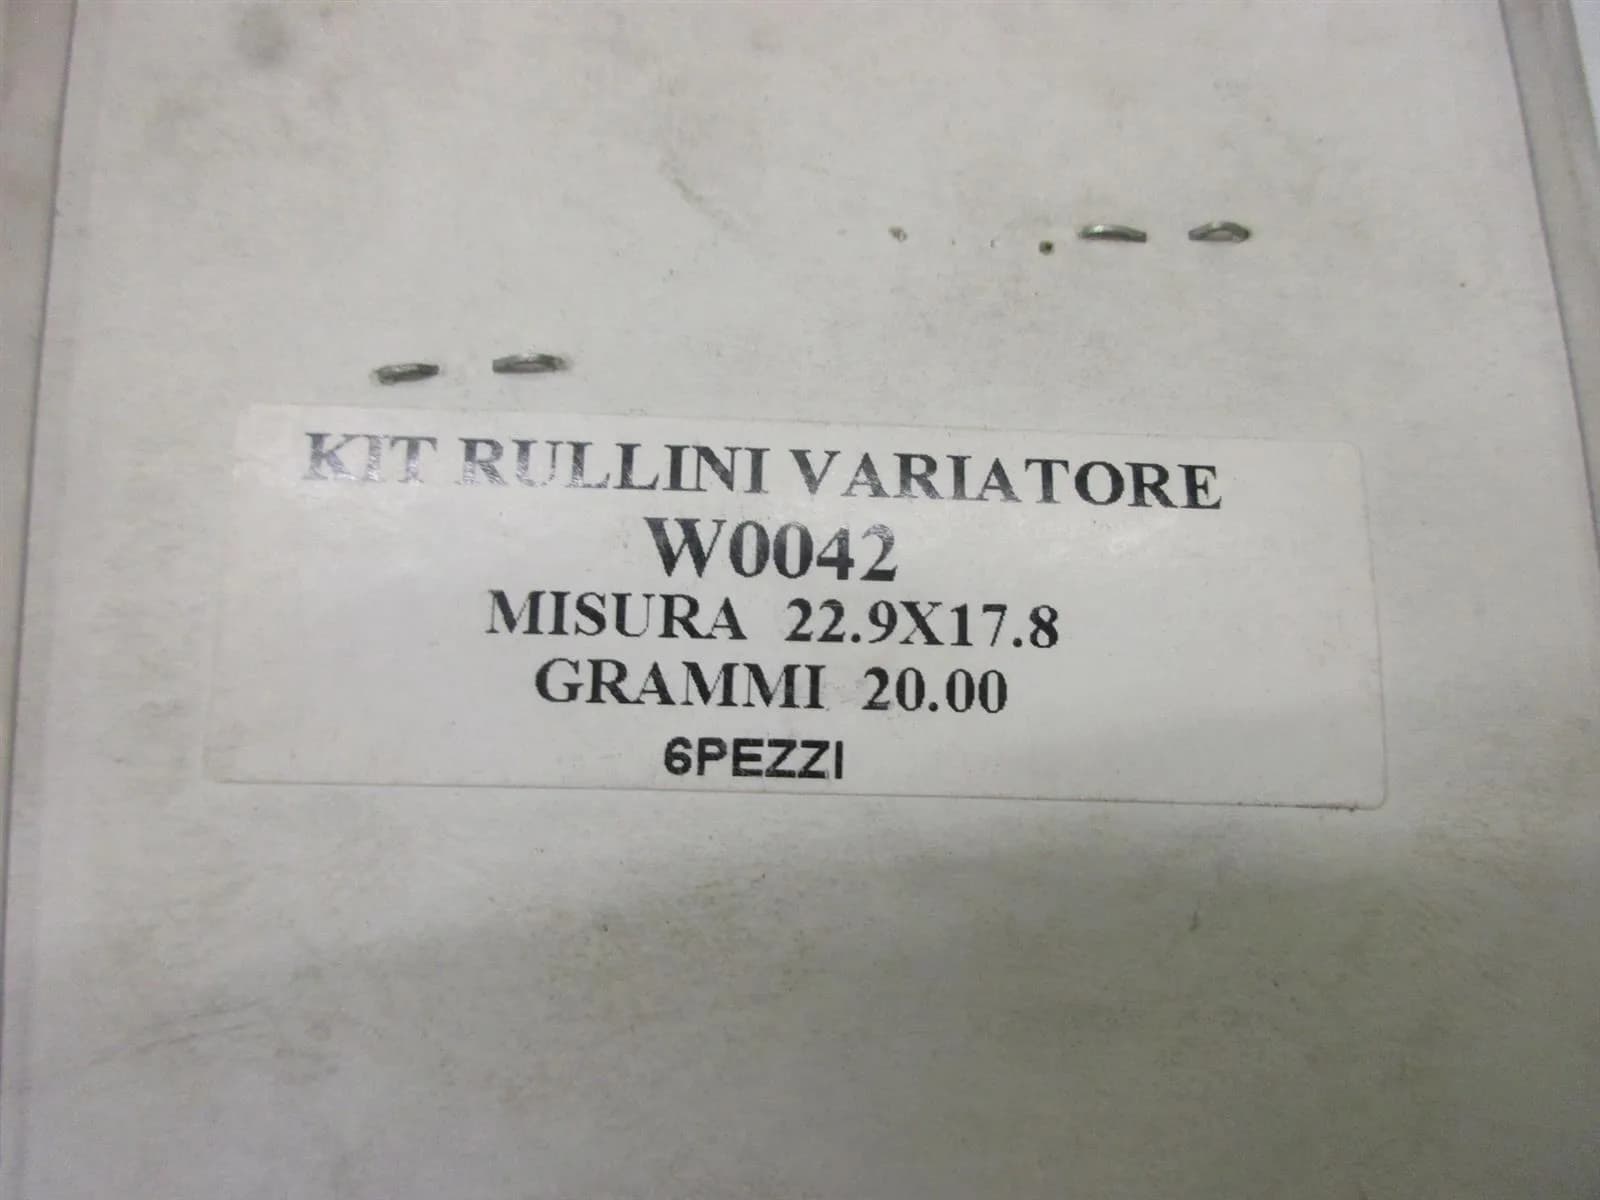 KIT RULLINI VARIATORE
W0042
MISURA 22.9X17.8
GRAMMI 20.00
6PEZZI